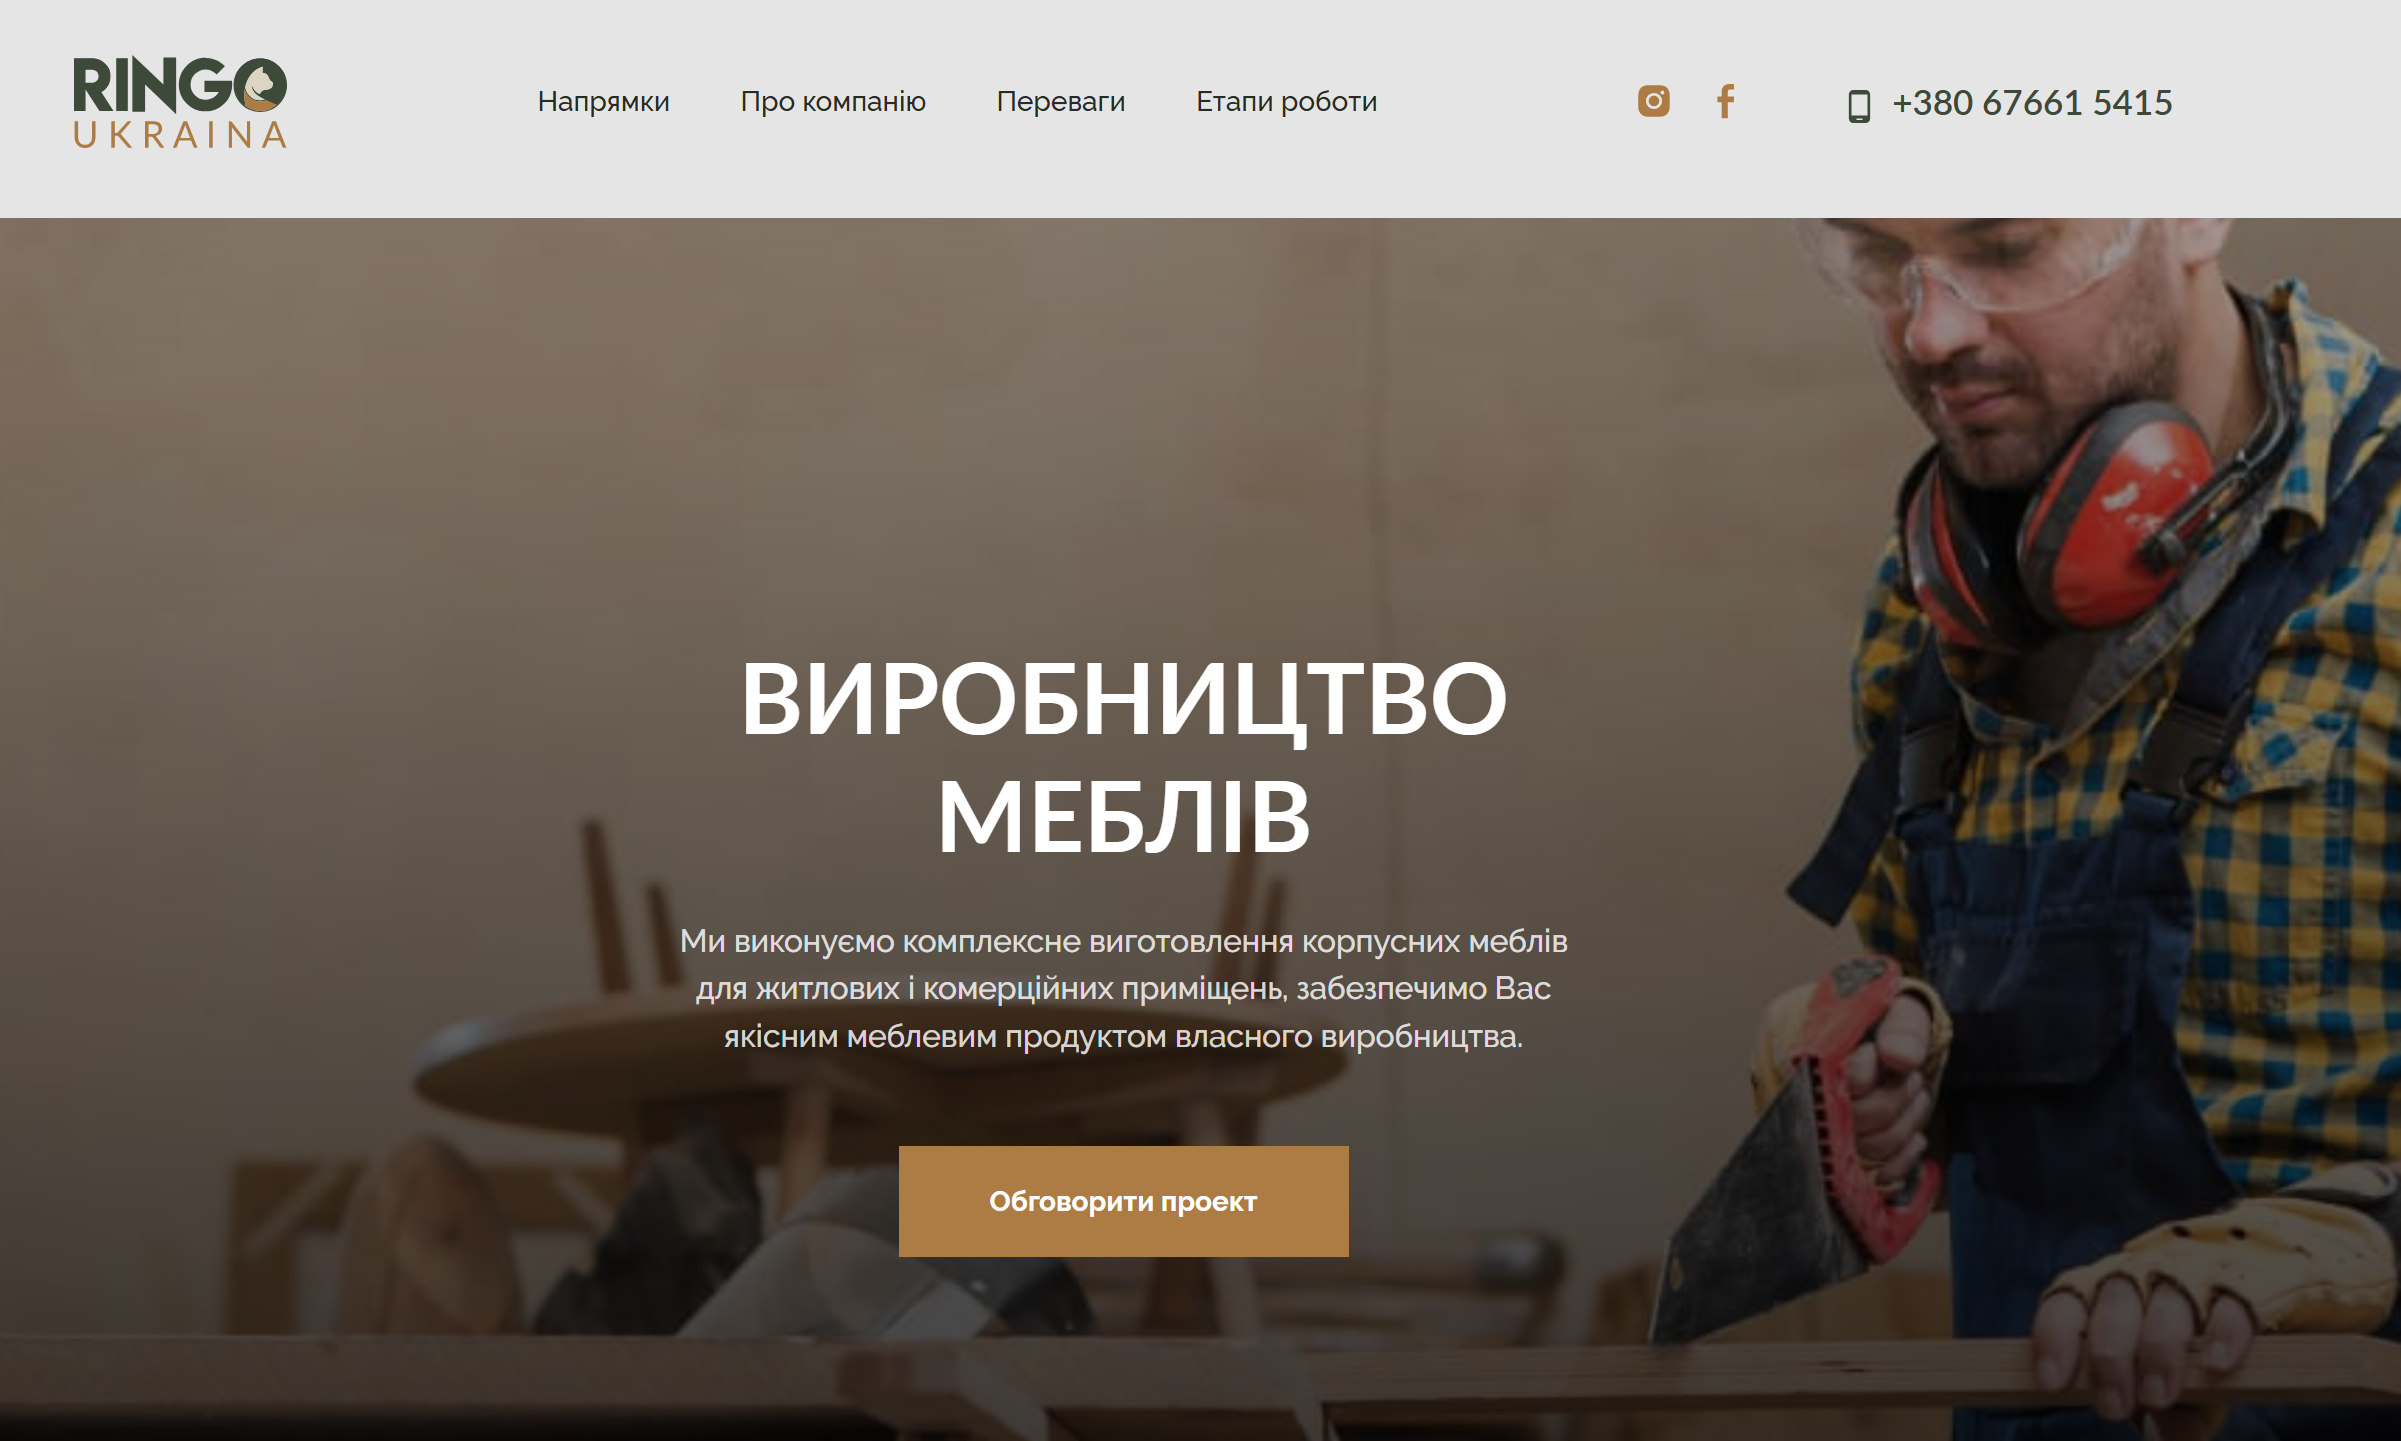 RINGO
UKRAINA
Напрямки
Про компанію
Переваги
Етапи роботи
+380 67661 5415
ВИРОБНИЦТВО
МЕБЛІВ
Ми виконуємо комплексне виготовлення корпусних меблів
для житлових і комерційних приміщень, забезпечимо Вас
якісним меблевим продуктом власного виробництва.
Обговорити проект